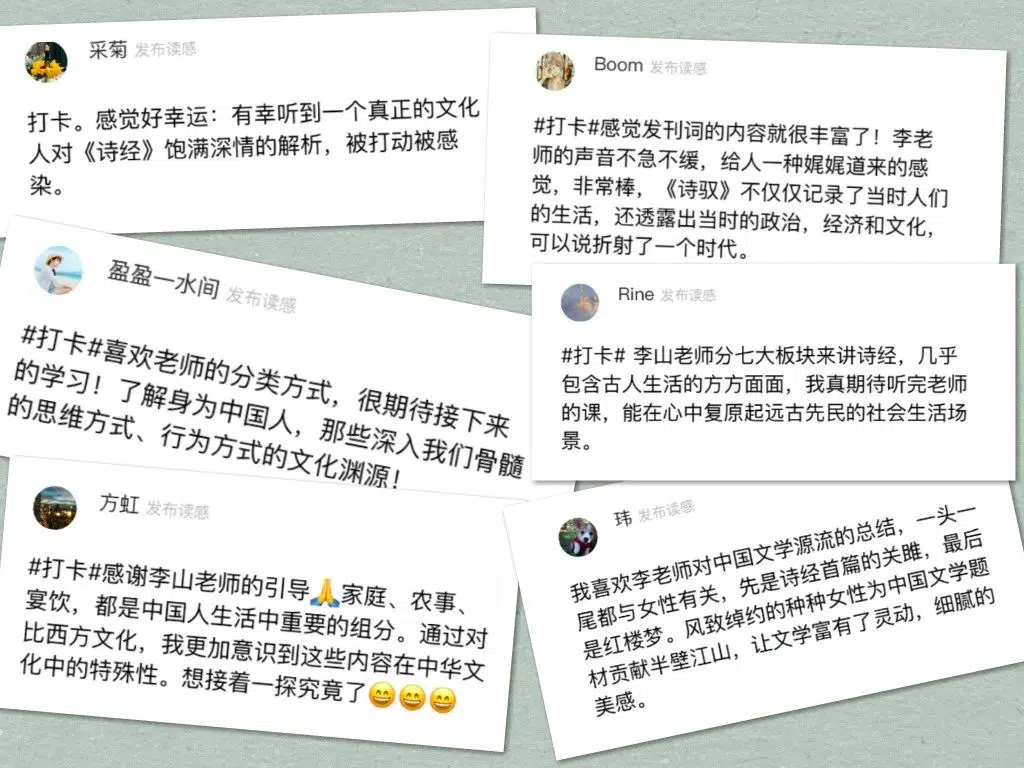 采菊 发布读感
打卡。感觉好幸运：有幸听到一个真正的文化
人对《诗经》饱满深情的解析，被打动被感
染。
Boom 发布读感
#打卡#感觉发刊词的内容就很丰富了！李老
师的声音不急不缓，给人一种娓娓道来的感
觉，非常棒，《诗驭》不仅仅记录了当时人们
的生活，还透露出当时的政治，经济和文化，
可以说折射了一个时代。
盈盈一水间 发布读感
#打卡#喜欢老师的分类方式，很期待接下来
的学习！了解身为中国人，那些深入我们骨髓
的思维方式、行为方式的文化渊源！
Rine 发布读感
#打卡# 李山老师分七大板块来讲诗经，几乎
包含古人生活的方方面面，我真期待听完老师
的课，能在心中复原起远古先民的社会生活场
景。
方虹 发布读感
#打卡#感谢李山老师的引导🙏家庭、农事、
宴饮，都是中国人生活中重要的组分。通过对
比西方文化，我更加意识到这些内容在中华文
化中的特殊性。想接着一探究竟了😄😄😄
玮 发布读感
我喜欢李老师对中国文学源流的总结，一头一
尾都与女性有关，先是诗经首篇的关雎，最后
是红楼梦。风致绰约的种种女性为中国文学题
材贡献半壁江山，让文学富有了灵动，细腻的
美感。